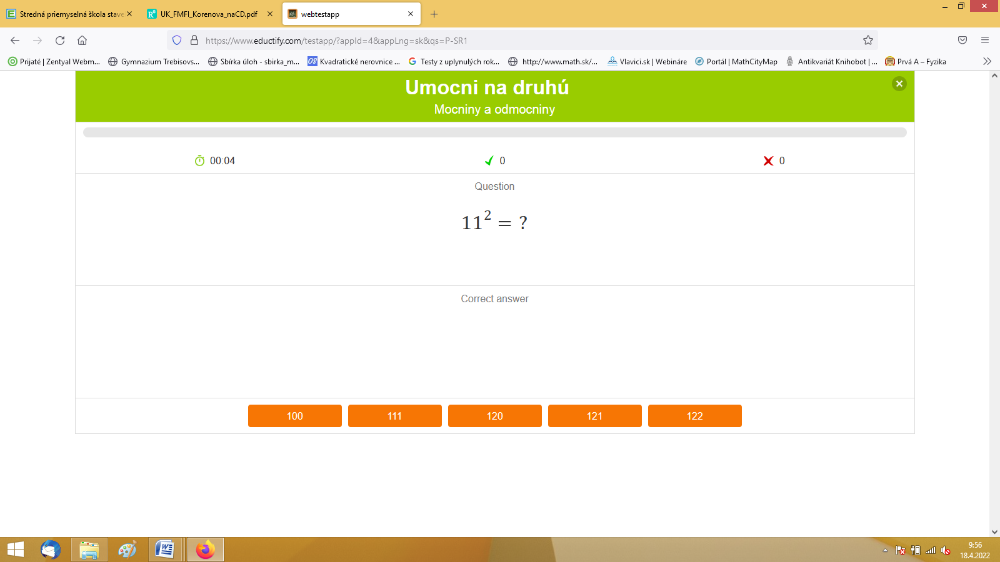 Stredná priemyselná škola stave
UK_FMFI_Korenova_naCD.pdf
webtestapp
https://www.eductify.com/testapp/?appId=4&appLng=sk&qs=P-SR1
Prijaté | Zentyal Webm...
Gymnazium Trebisovs...
Sbírka úloh - sbirka_m...
Kvadratické nerovnice ...
Testy z uplynulých rok...
http://www.math.sk/...
Vlavici.sk | Webináre
Portál | MathCityMap
Antikvariát Knihobot | ...
Prvá A – Fyzika
Umocni na druhú
Mocniny a odmocniny
00:04
0
0
Question
11² = ?
Correct answer
100
111
120
121
122
9:56
18.4.2022